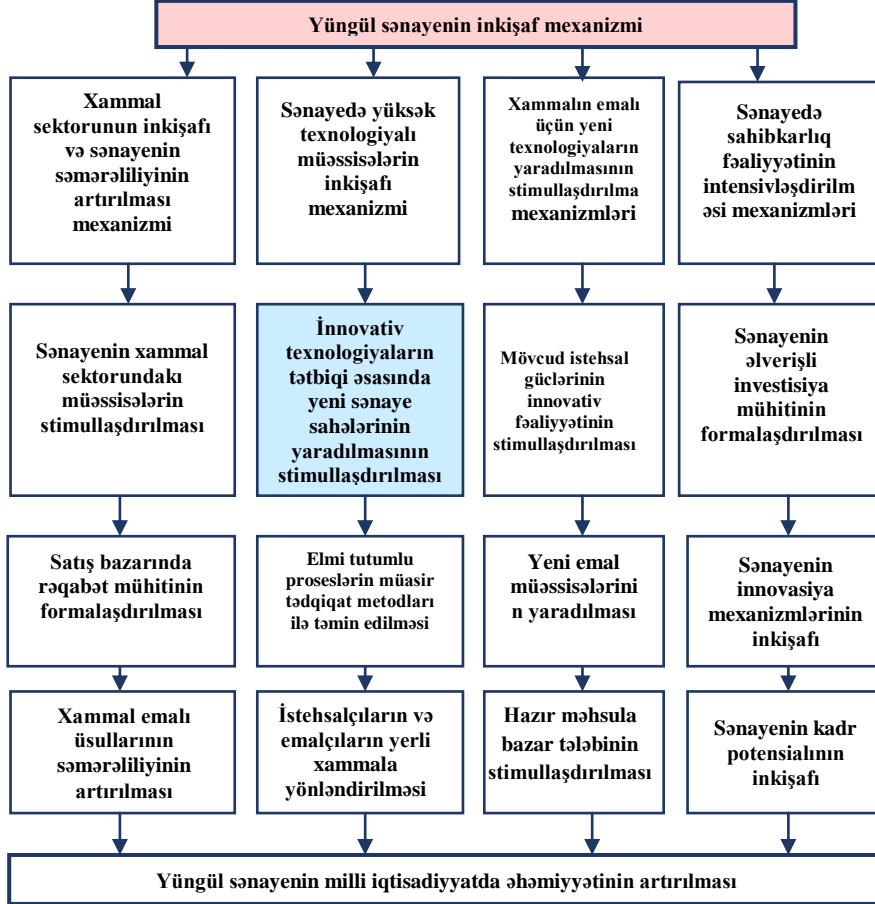 Yüngül sənayenin inkişaf mexanizmi
Xammal
sektorunun inkişafı
və sənayenin
səmərəliliyinin
artırılması
mexanizmi
Sənayedə yüksək
texnologiyalı
müəssisələrin
inkişafı
mexanizmi
Xammalın emalı
üçün yeni
texnologiyaların
yaradılmasının
stimullaşdırılma
mexanizmləri
Sənayedə
sahibkarlıq
fəaliyyətinin
intensivləşdirilm
əsi mexanizmləri
Sənayenin xammal
sektorundakı
müəssisələrin
stimullaşdırılması
İnnovativ
texnologiyaların
tətbiqi əsasında
yeni sənaye
sahələrinin
yaradılmasının
stimullaşdırılması
Mövcud istehsal
güclərinin
innovativ
fəaliyyətinin
stimullaşdırılması
Sənayenin
əlverişli
investisiya
mühitinin
formalaşdırılması
Satış bazarında
rəqabət mühitinin
formalaşdırılması
Elmi tutumlu
proseslərin müasir
tədqiqat metodları
ilə təmin edilməsi
Yeni emal
müəssisələrini
n yaradılması
Sənayenin
innovasiya
mexanizmlərinin
inkişafı
Xammal emalı
üsullarının
səmərəliliyinin
artırılması
İstehsalçıların və
emalçıların yerli
xammala
yönləndirilməsi
Hazır məhsula
bazar tələbinin
stimullaşdırılması
Sənayenin kadr
potensialının
inkişafı
Yüngül sənayenin milli iqtisadiyyatda əhəmiyyətinin artırılması